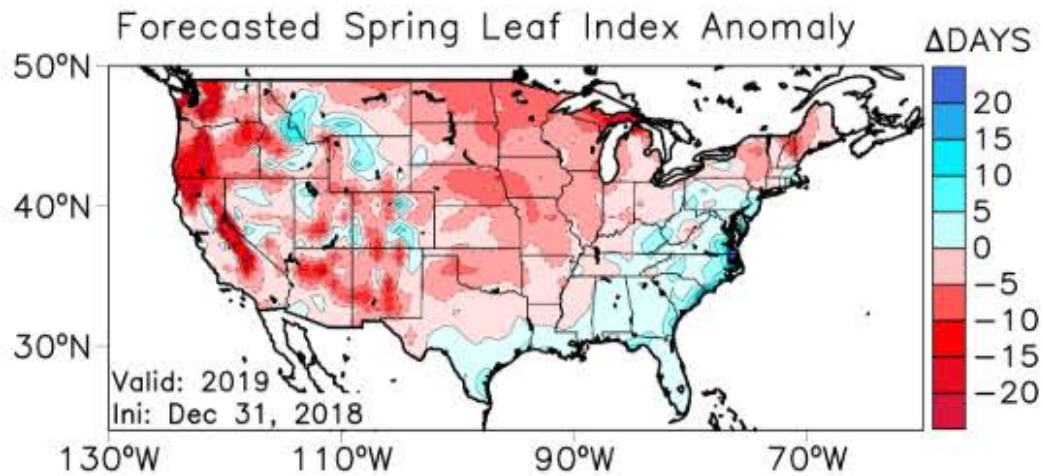 Forecasted Spring Leaf Index Anomaly
ΔDAYS
50°N
40°N
30°N
20
15
10
5
0
−5
−10
−15
−20
Valid: 2019
Ini: Dec 31, 2018
130°W 110°W 90°W 70°W